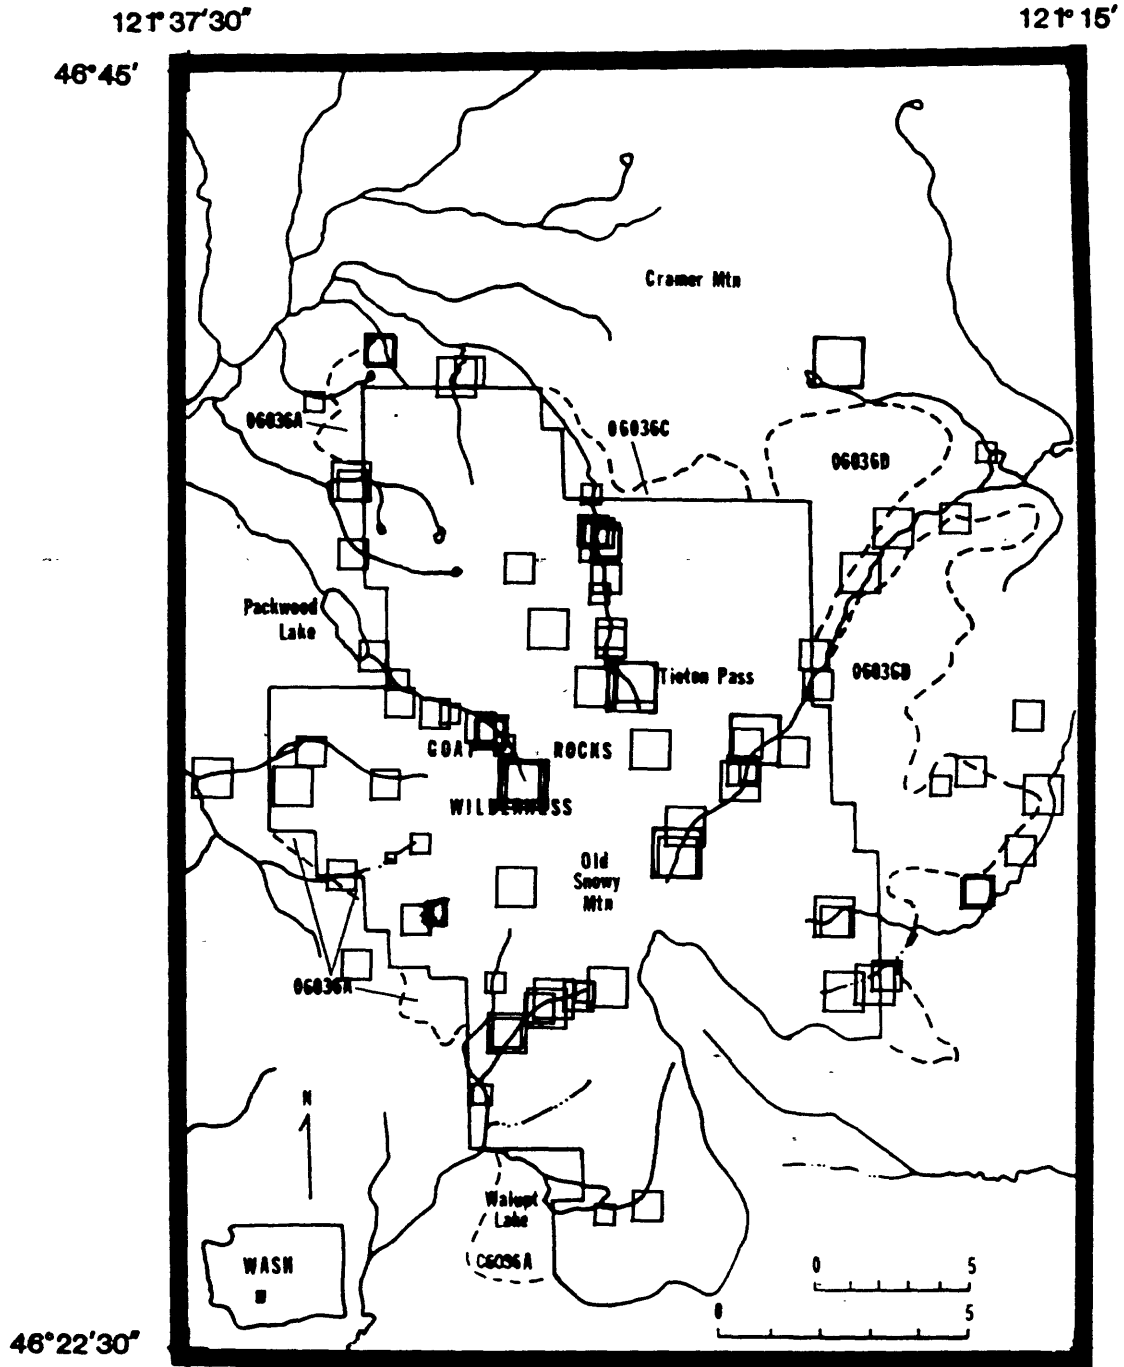 121°37'30" 121°15'
46°45'
Cramer Mtn
06036A
06036C
06036D
Packwood
Lake
Tieton Pass
06036D
GOAT ROCKS
WILDERNESS
Old
Snowy
Mtn
06036A
N
Walupt
Lake
C6036A
WASH
0 5
0 5
46°22'30"